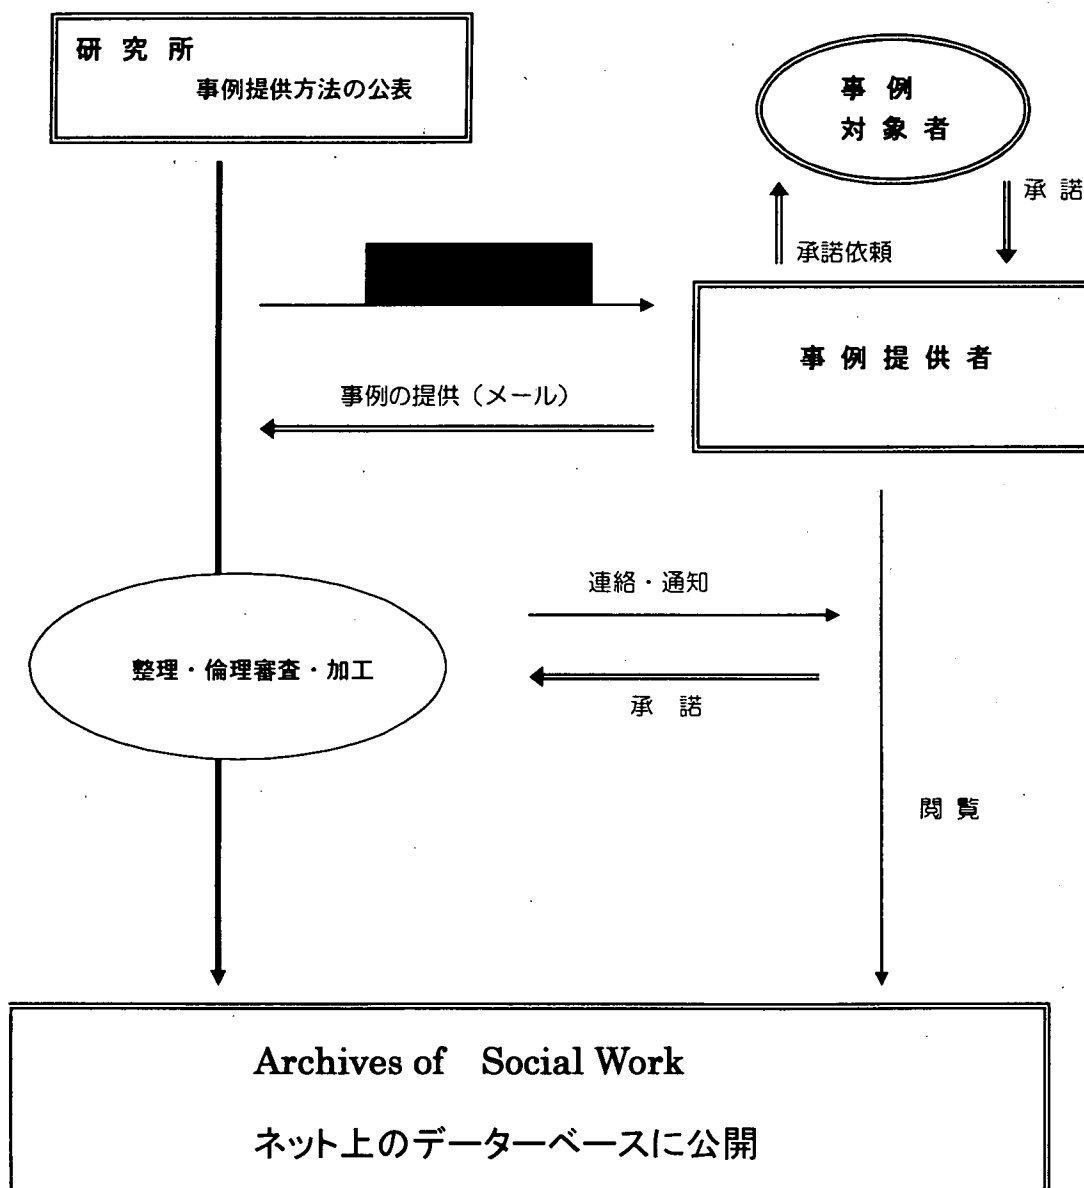 研 究 所
事例提供方法の公表
事 例
対 象 者
承 諾
承諾依頼
事 例 提 供 者
事例の提供（メール）
連絡・通知
整理・倫理審査・加工
承 諾
閲 覧
Archives of Social Work
ネット上のデーターベースに公開